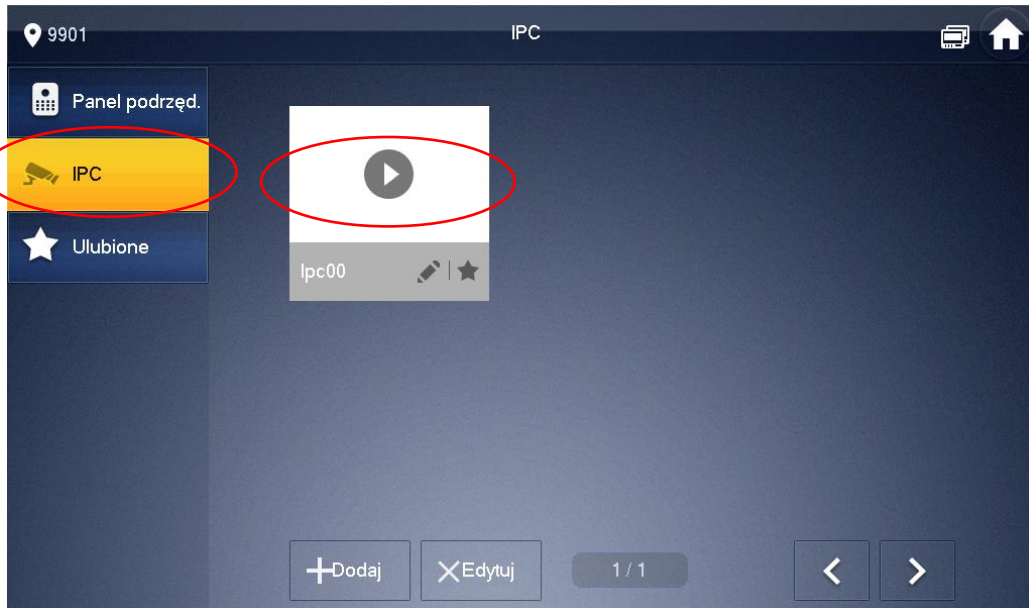 9901
IPC
Panel podrzęd.
IPC
Ulubione
Ipc00
Dodaj
Edytuj
1 / 1